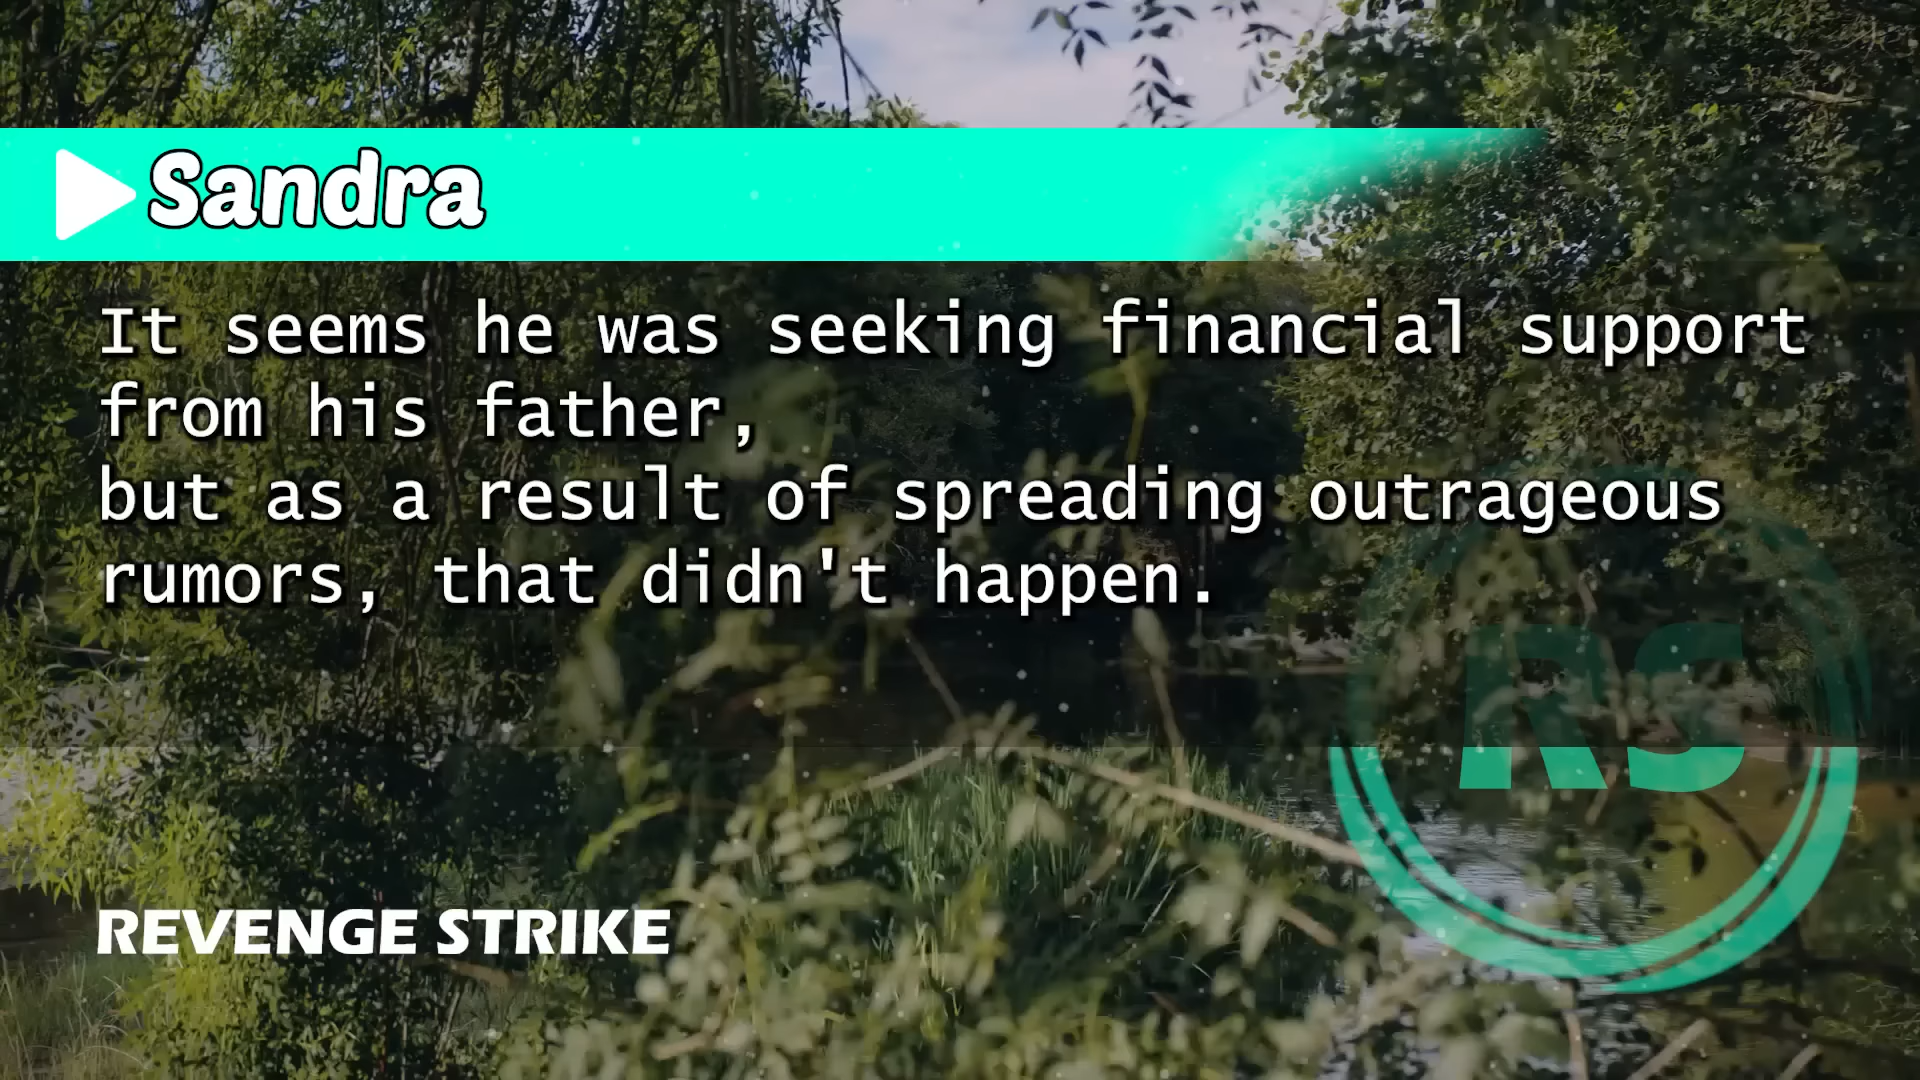 Sandra
It seems he was seeking financial support
from his father,
but as a result of spreading outrageous
rumors, that didn't happen.
RS
REVENGE STRIKE